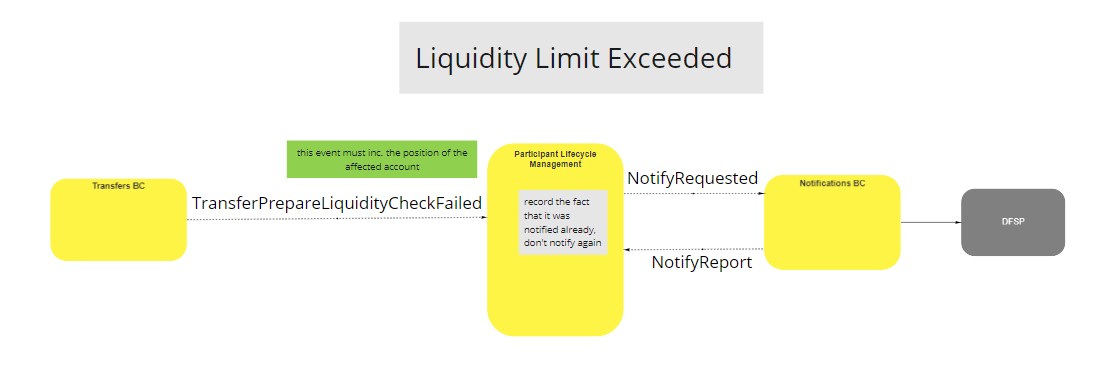 Liquidity Limit Exceeded
this event must inc. the position of the
affected account
Transfers BC
TransferPrepareLiquidityCheckFailed
Participant Lifecycle
Management
record the fact
that it was
notified already,
don't notify again
NotifyRequested
NotifyReport
Notifications BC
DFSP